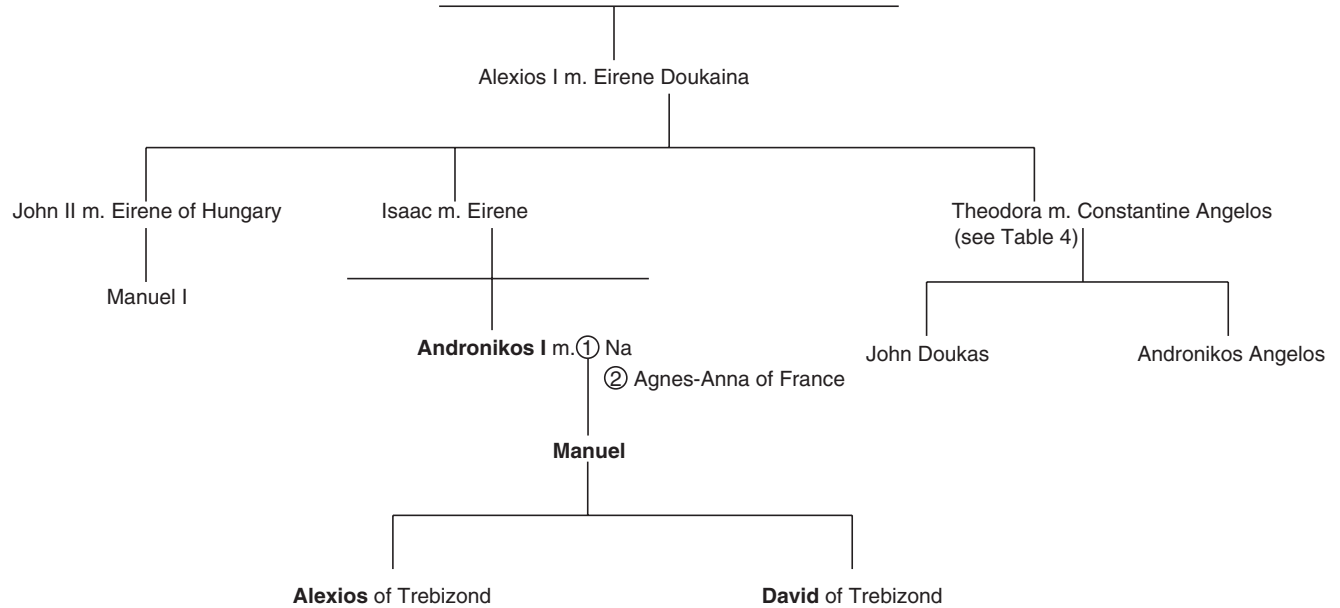 Alexios I m. Eirene Doukaina
John II m. Eirene of Hungary
Isaac m. Eirene
Theodora m. Constantine Angelos
(see Table 4)
Manuel I
Andronikos I m. ① Na
② Agnes-Anna of France
John Doukas
Andronikos Angelos
Manuel
Alexios of Trebizond
David of Trebizond